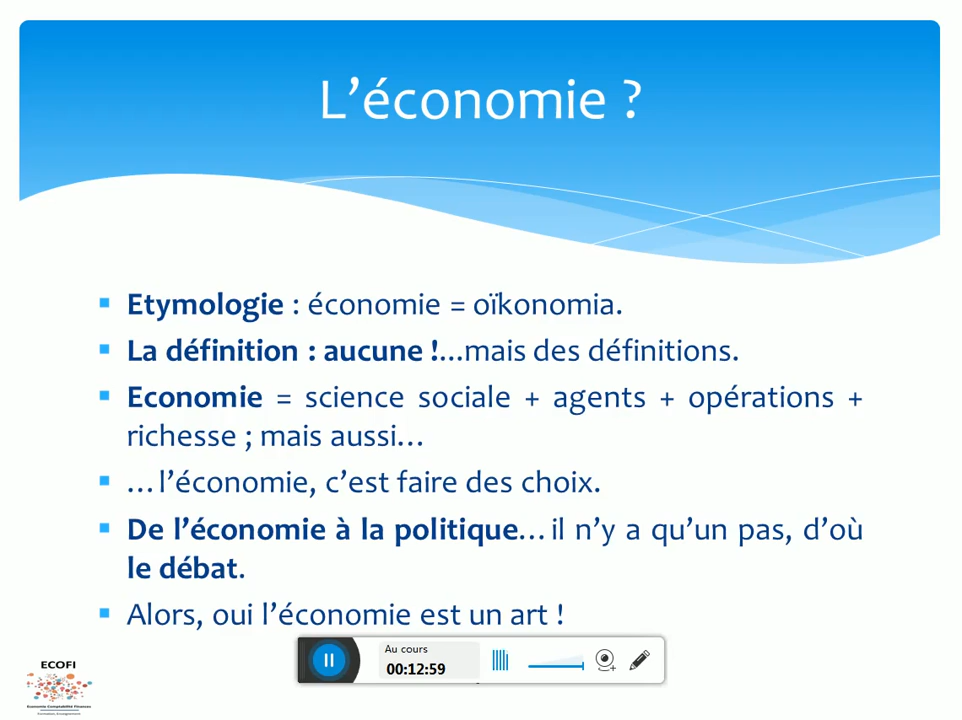 L’économie ?
Etymologie : économie = oïkonomia.
La définition : aucune !...mais des définitions.
Economie = science sociale + agents + opérations +
richesse ; mais aussi…
…l’économie, c’est faire des choix.
De l’économie à la politique…il n’y a qu’un pas, d’où
le débat.
Alors, oui l’économie est un art !
Au cours
00:12:59
ECOFI
Economie Comptabilité Finances
Formation, Enseignement